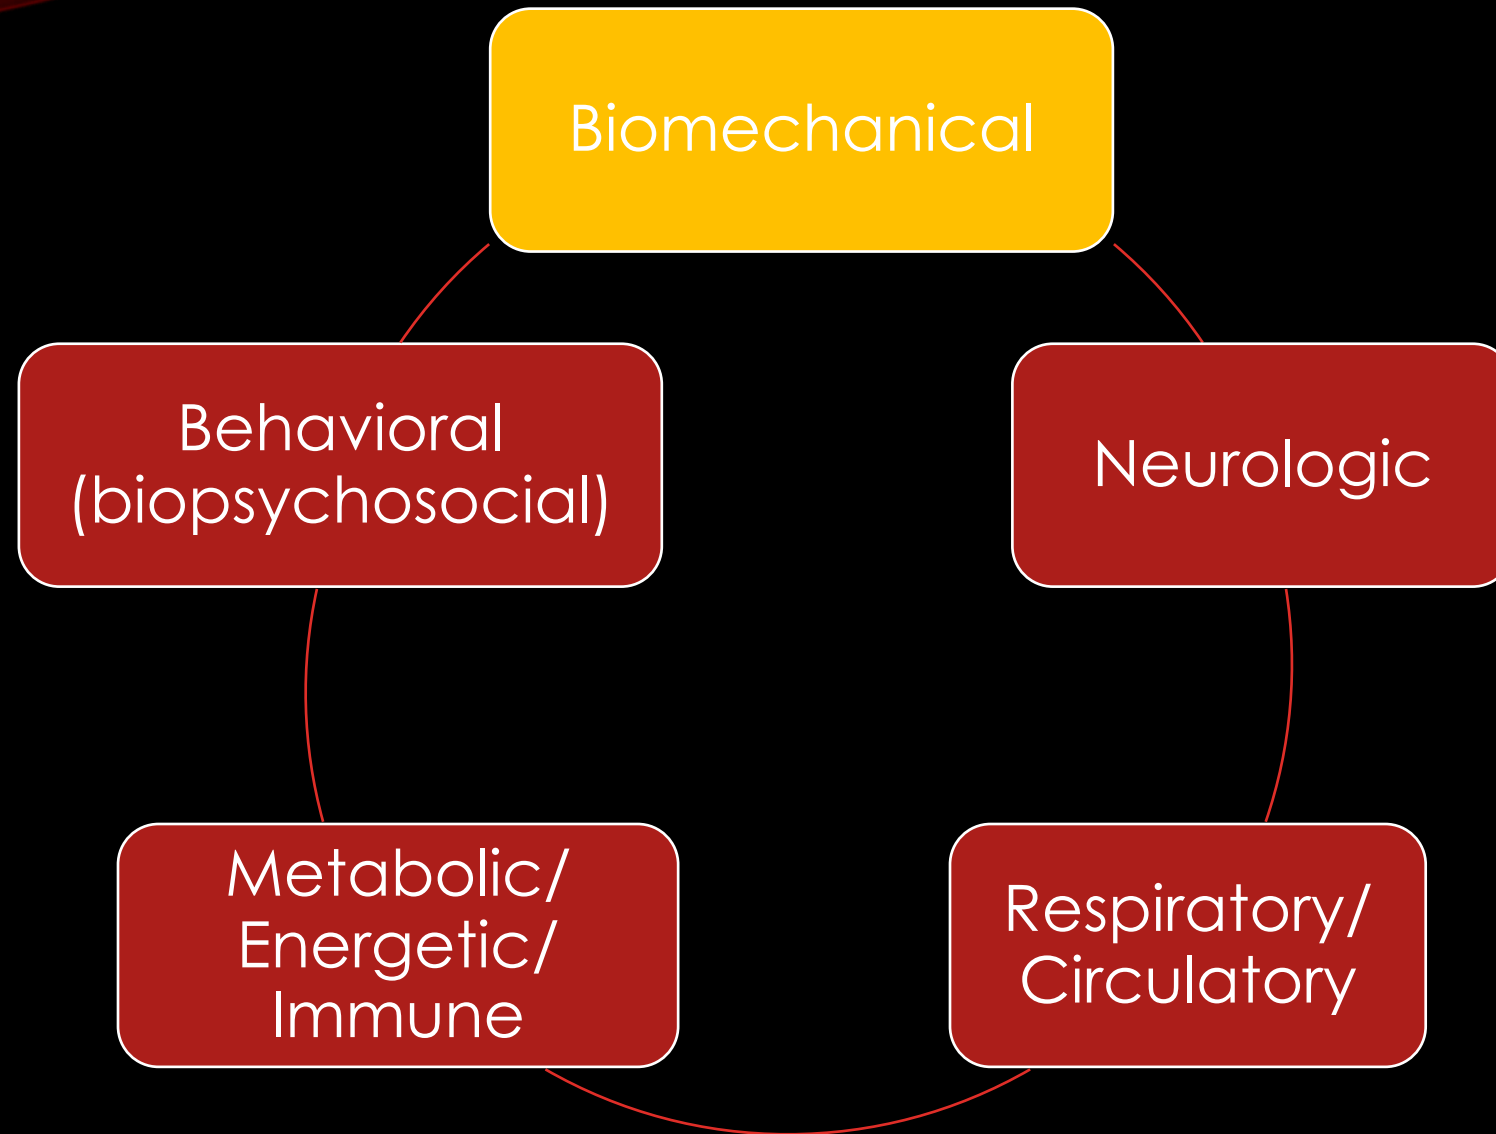 Biomechanical
Behavioral
(biopsychosocial)
Neurologic
Metabolic/
Energetic/
Immune
Respiratory/
Circulatory